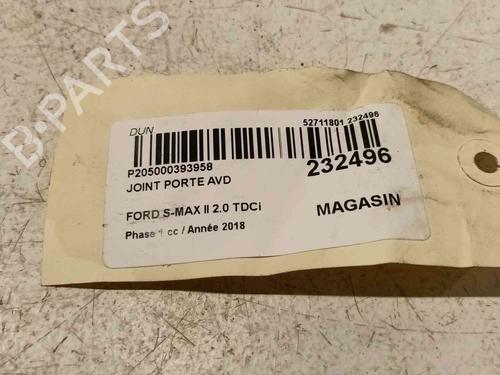 DUN
52711801 232496
P205000393958
232496
JOINT PORTE AVD
FORD S-MAX II 2.0 TDCi
MAGASIN
Phase 1 cc / Année 2018
B-PARTS